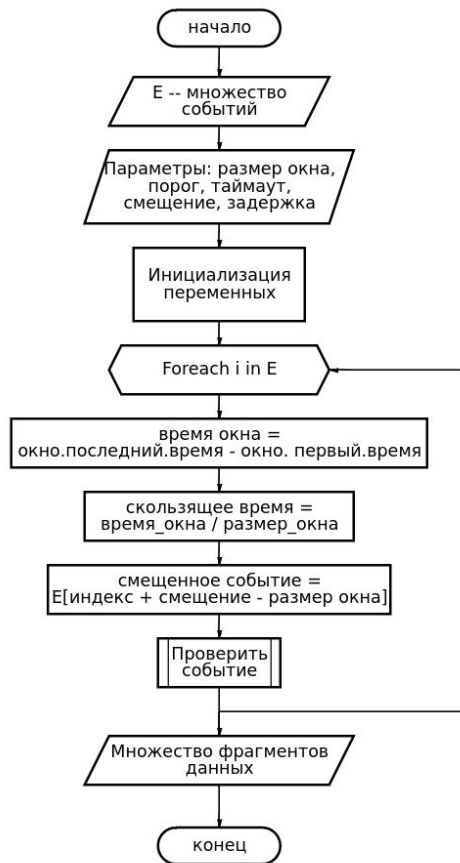 начало
E -- множество
событий
Параметры: размер окна,
порог, таймаут,
смещение, задержка
Инициализация
переменных
Foreach i in E
время окна =
окно.последний.время - окно. первый.время
скользящее время =
время_окна / размер_окна
смещенное событие =
E[индекс + смещение - размер окна]
Проверить
событие
Множество фрагментов
данных
конец